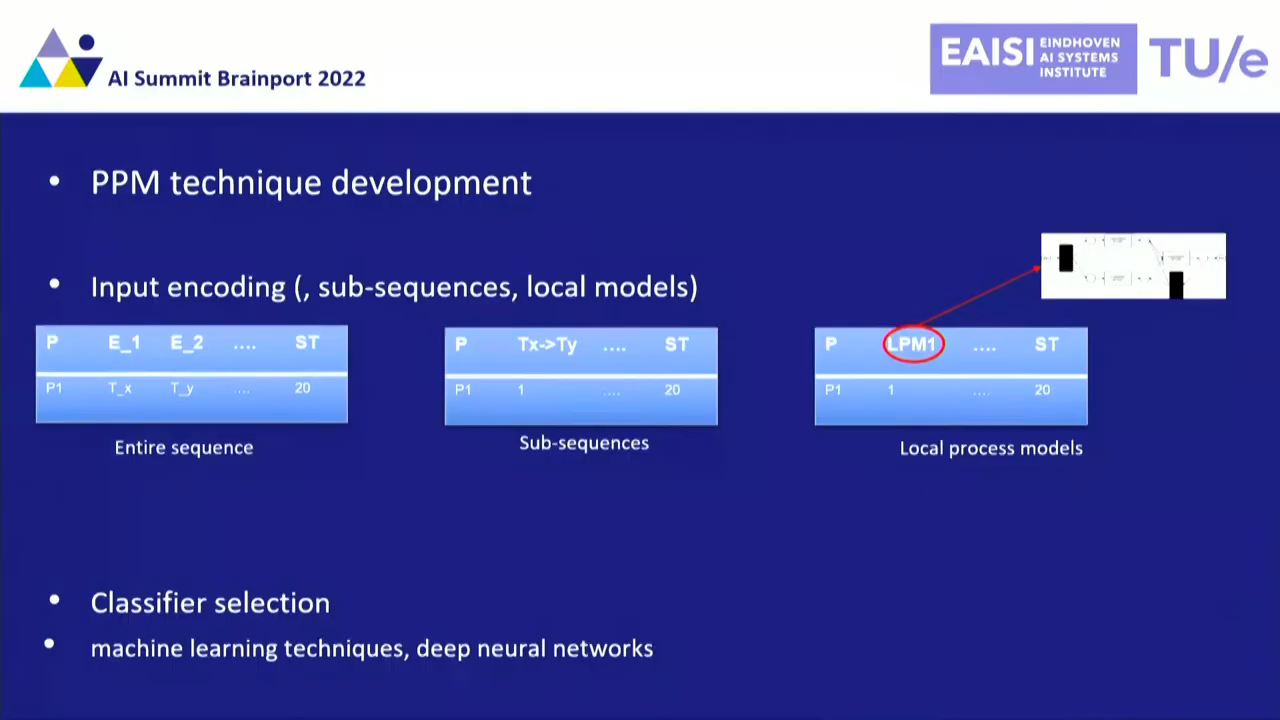 AI Summit Brainport 2022
EAISI
EINDHOVEN
AI SYSTEMS
INSTITUTE
TU/e
• PPM technique development
• Input encoding (, sub-sequences, local models)
P E_1 E_2 .... ST
P1 T_x T_y .... 20
Entire sequence
P Tx->Ty .... ST
P1 1 .... 20
Sub-sequences
P LPM1 .... ST
P1 1 .... 20
Local process models
• Classifier selection
• machine learning techniques, deep neural networks